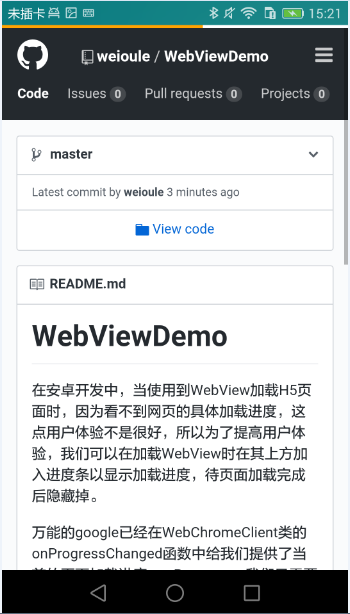 未插卡 15:21
weioule / WebViewDemo
Code Issues 0 Pull requests 0 Projects 0
master
Latest commit by weioule 3 minutes ago
View code
README.md
WebViewDemo
在安卓开发中，当使用到WebView加载H5页
面时，因为看不到网页的具体加载进度，这
点用户体验不是很好，所以为了提高用户体
验，我们可以在加载WebView时在其上方加
入进度条以显示加载进度，待页面加载完成
后隐藏掉。
万能的google已经在WebChromeClient类的
onProgressChanged函数中给我们提供了当